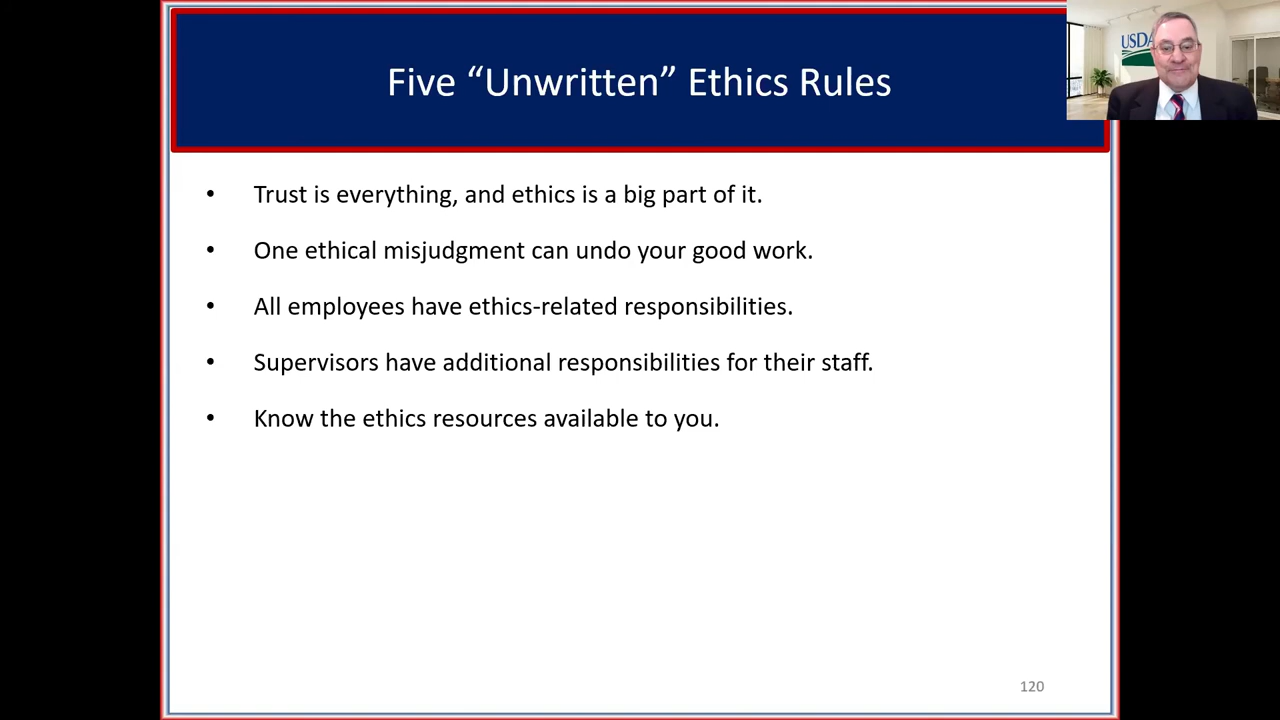 Five “Unwritten” Ethics Rules
USDA
• Trust is everything, and ethics is a big part of it.
• One ethical misjudgment can undo your good work.
• All employees have ethics-related responsibilities.
• Supervisors have additional responsibilities for their staff.
• Know the ethics resources available to you.
120